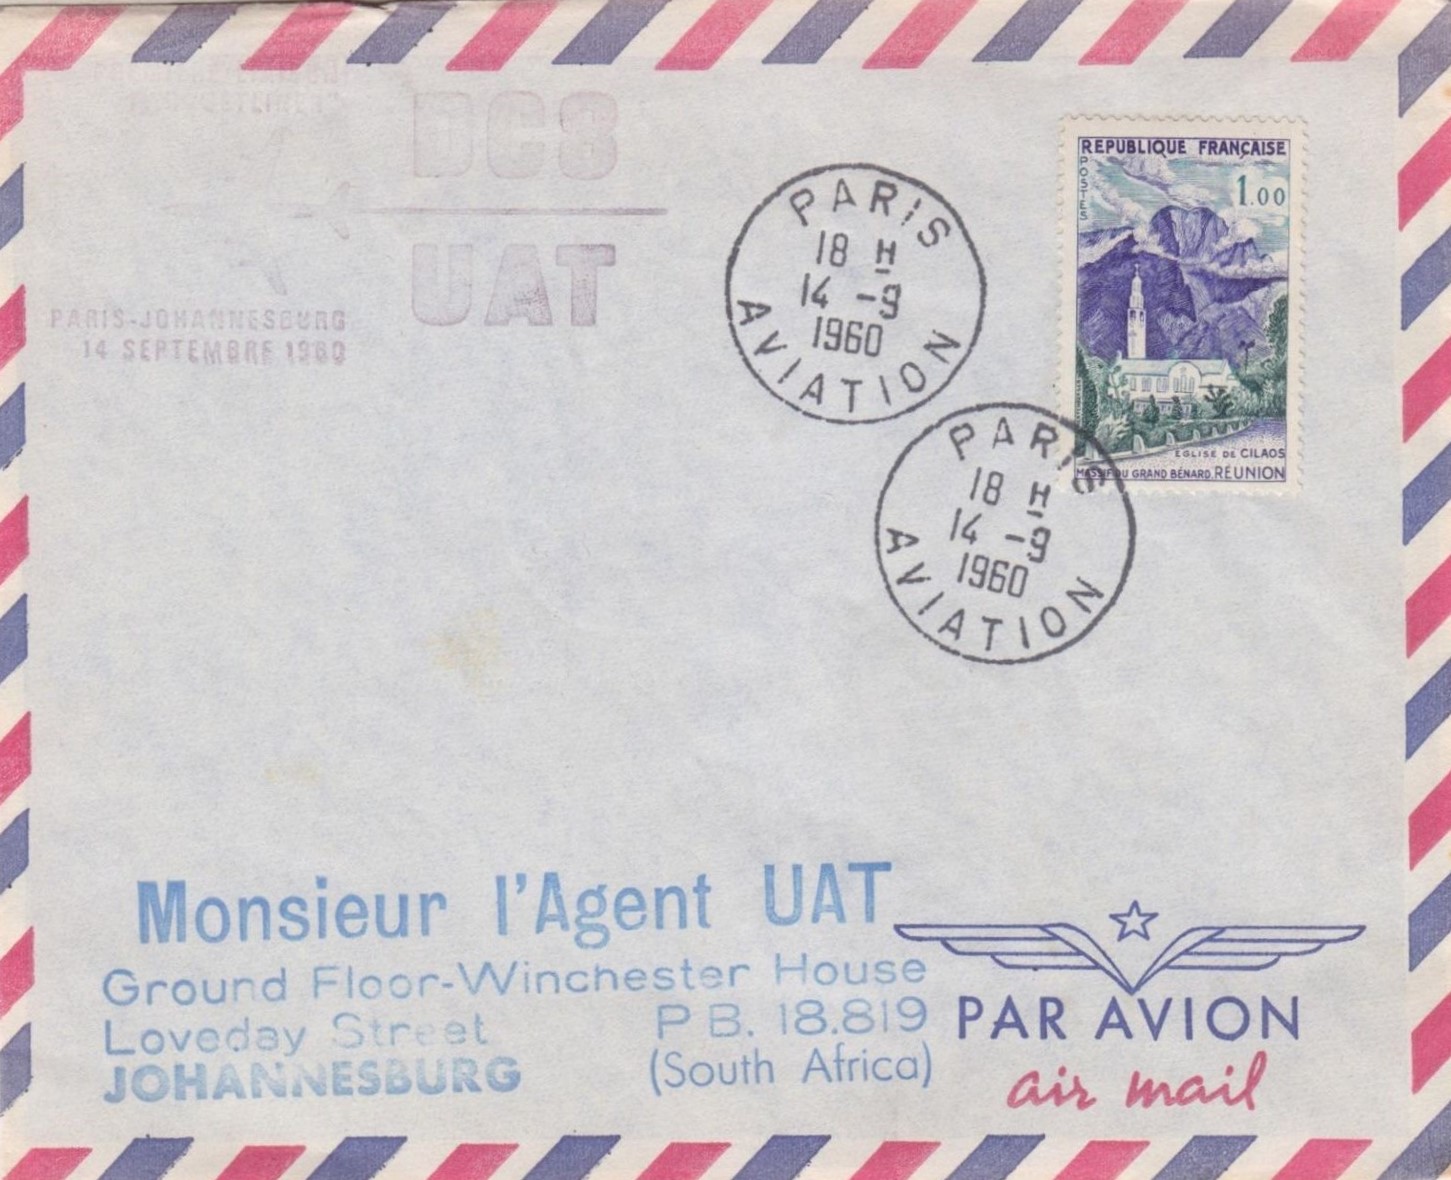 DC8
UAT
PARIS-JOHANNESBURG
14 SEPTEMBRE 1960
PARIS
18 H
14 -9
1960
AVIATION
PARIS
18 H
14 -9
1960
AVIATION
REPUBLIQUE FRANÇAISE
POSTES
1.00
EGLISE DE CILAOS
MASSIF DU GRAND BÉNARD. RÉUNION
Monsieur l'Agent UAT
Ground Floor-Winchester House
Loveday Street P B. 18.819
JOHANNESBURG (South Africa)
PAR AVION
air mail